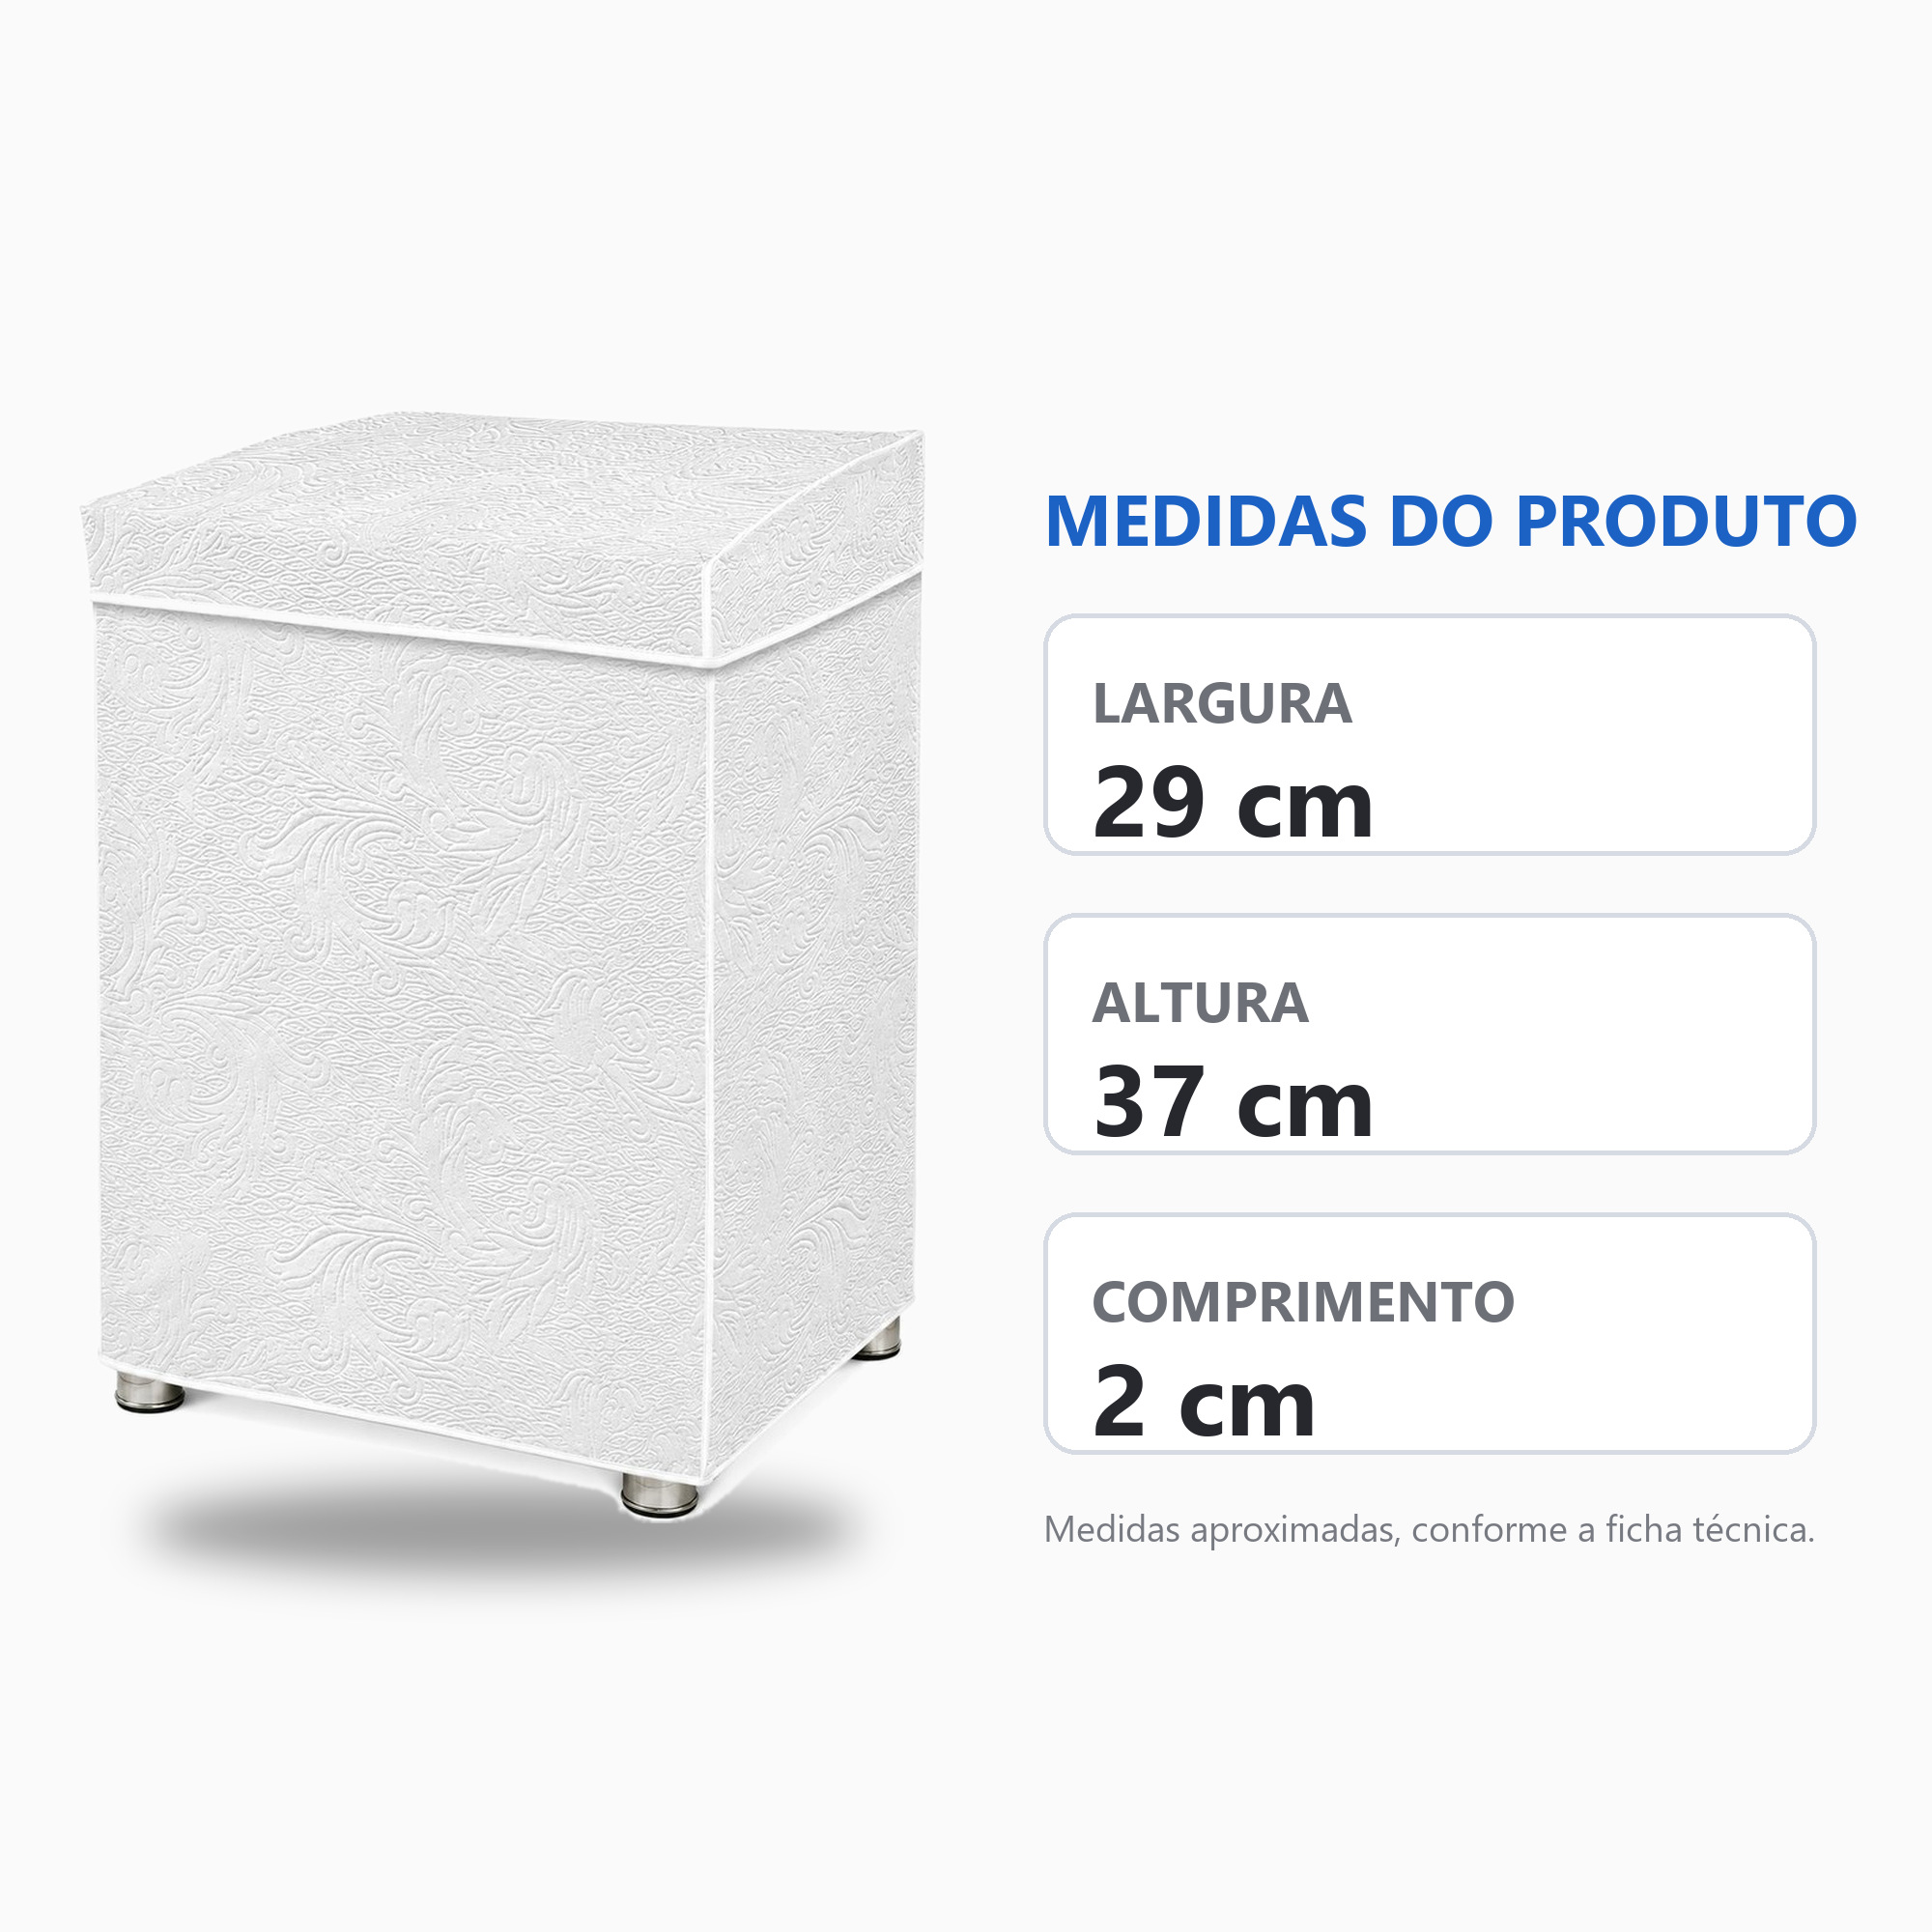 MEDIDAS DO PRODUTO
LARGURA
29 cm
ALTURA
37 cm
COMPRIMENTO
2 cm
Medidas aproximadas, conforme a ficha técnica.